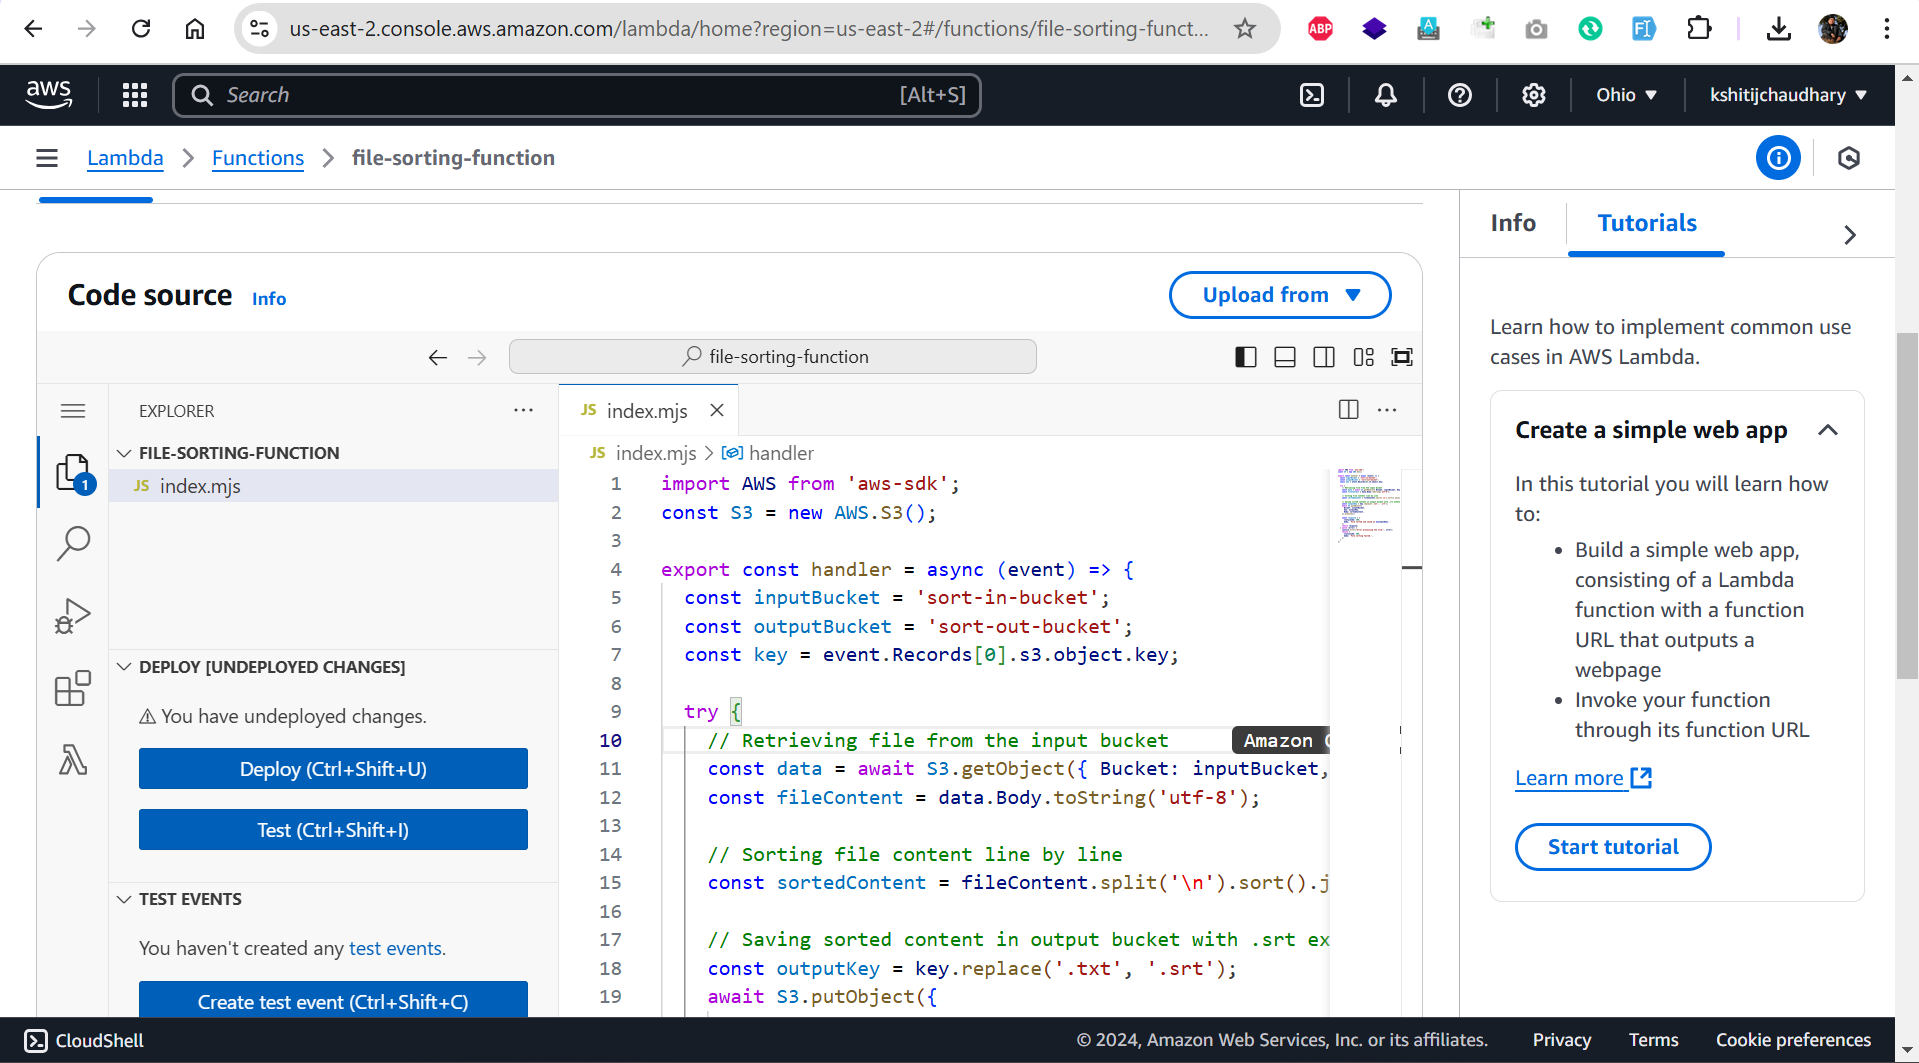 us-east-2.console.aws.amazon.com/lambda/home?region=us-east-2#/functions/file-sorting-funct...
ABP
A
FI
aws
Search
[Alt+S]
Ohio
kshitijchaudhary
Lambda
Functions
file-sorting-function
Code source
Info
Upload from
file-sorting-function
EXPLORER
FILE-SORTING-FUNCTION
JS index.mjs
1
DEPLOY [UNDEPLOYED CHANGES]
You have undeployed changes.
Deploy (Ctrl+Shift+U)
Test (Ctrl+Shift+I)
TEST EVENTS
You haven't created any test events.
Create test event (Ctrl+Shift+C)
JS index.mjs
JS index.mjs > handler
1 import AWS from 'aws-sdk';
2 const S3 = new AWS.S3();
3
4 export const handler = async (event) => {
5 const inputBucket = 'sort-in-bucket';
6 const outputBucket = 'sort-out-bucket';
7 const key = event.Records[0].s3.object.key;
8
9 try {
10 // Retrieving file from the input bucket
Amazon
11 const data = await S3.getObject({ Bucket: inputBucket,
12 const fileContent = data.Body.toString('utf-8');
13
14 // Sorting file content line by line
15 const sortedContent = fileContent.split('\n').sort().j
16
17 // Saving sorted content in output bucket with .srt ex
18 const outputKey = key.replace('.txt', '.srt');
19 await S3.putObject({
Info
Tutorials
Learn how to implement common use
cases in AWS Lambda.
Create a simple web app
In this tutorial you will learn how
to:
• Build a simple web app,
consisting of a Lambda
function with a function
URL that outputs a
webpage
• Invoke your function
through its function URL
Learn more
Start tutorial
CloudShell
© 2024, Amazon Web Services, Inc. or its affiliates.
Privacy
Terms
Cookie preferences